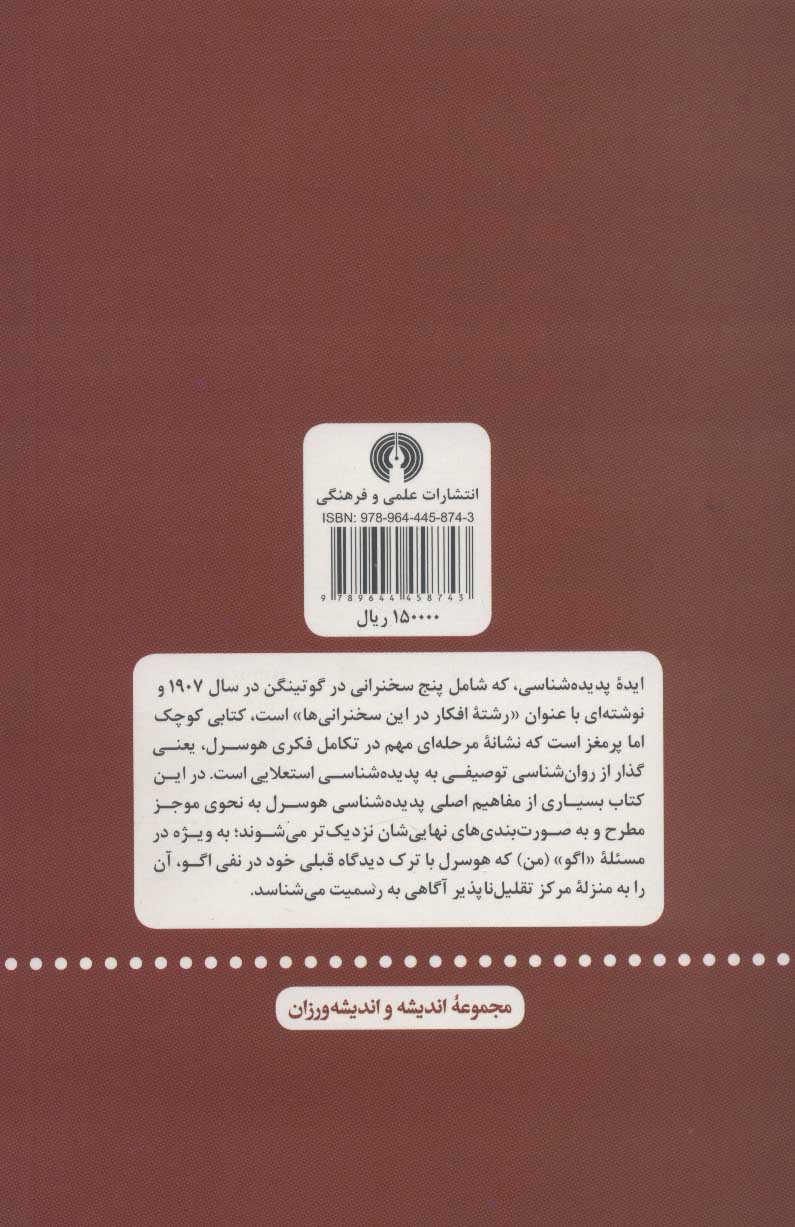 انتشارات علمی و فرهنگی
ISBN: 978-964-445-874-3
9 789644 458743
۱۵۰۰۰۰ ریال
ایدهٔ پدیده‌شناسی، که شامل پنج سخنرانی در گوتینگن در سال ۱۹۰۷ و
نوشته‌ای با عنوان «رشتهٔ افکار در این سخنرانی‌ها» است، کتابی کوچک
اما پرمغز است که نشانهٔ مرحله‌ای مهم در تکامل فکری هوسرل، یعنی
گذار از روان‌شناسی توصیفی به پدیده‌شناسی استعلایی است. در این
کتاب بسیاری از مفاهیم اصلی پدیده‌شناسی هوسرل به نحوی موجز
مطرح و به صورت‌بندی‌های نهایی‌شان نزدیک‌تر می‌شوند؛ به ویژه در
مسئلهٔ «اگو» (من) که هوسرل با ترک دیدگاه قبلی خود در نفی اگو، آن
را به منزلهٔ مرکز تقلیل‌ناپذیر آگاهی به رسمیت می‌شناسد.
مجموعهٔ اندیشه و اندیشه‌ورزان